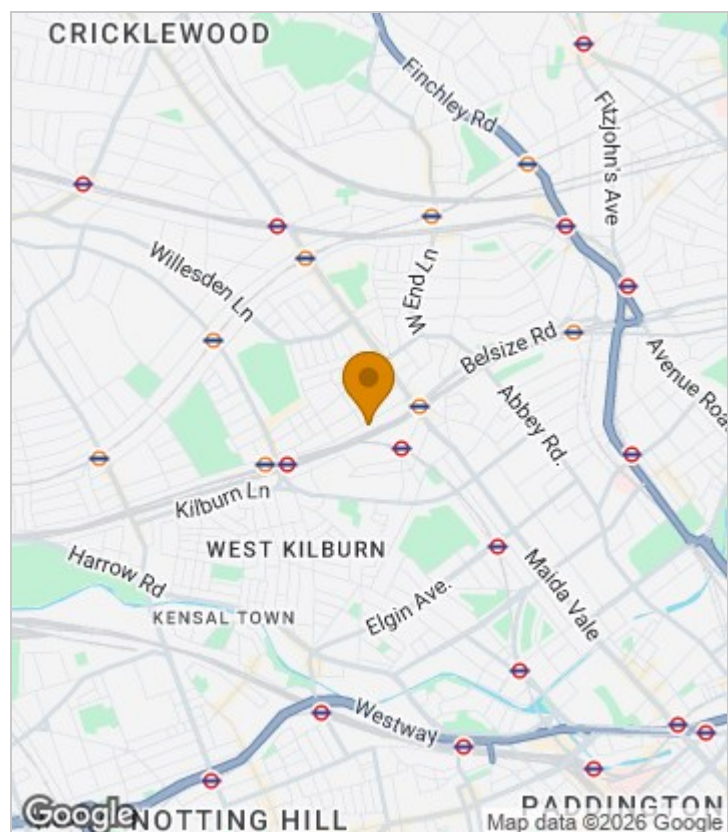 CRICKLEWOOD
Finchley Rd
Fitzjohn's Ave
Willesden Ln
W End Ln
Belsize Rd
Avenue Road
Abbey Rd.
Kilburn Ln
WEST KILBURN
Harrow Rd
Maida Vale
Elgin Ave.
KENSAL TOWN
Westway
PADDINGTON
Google
NOTTING HILL
Map data ©2026 Google